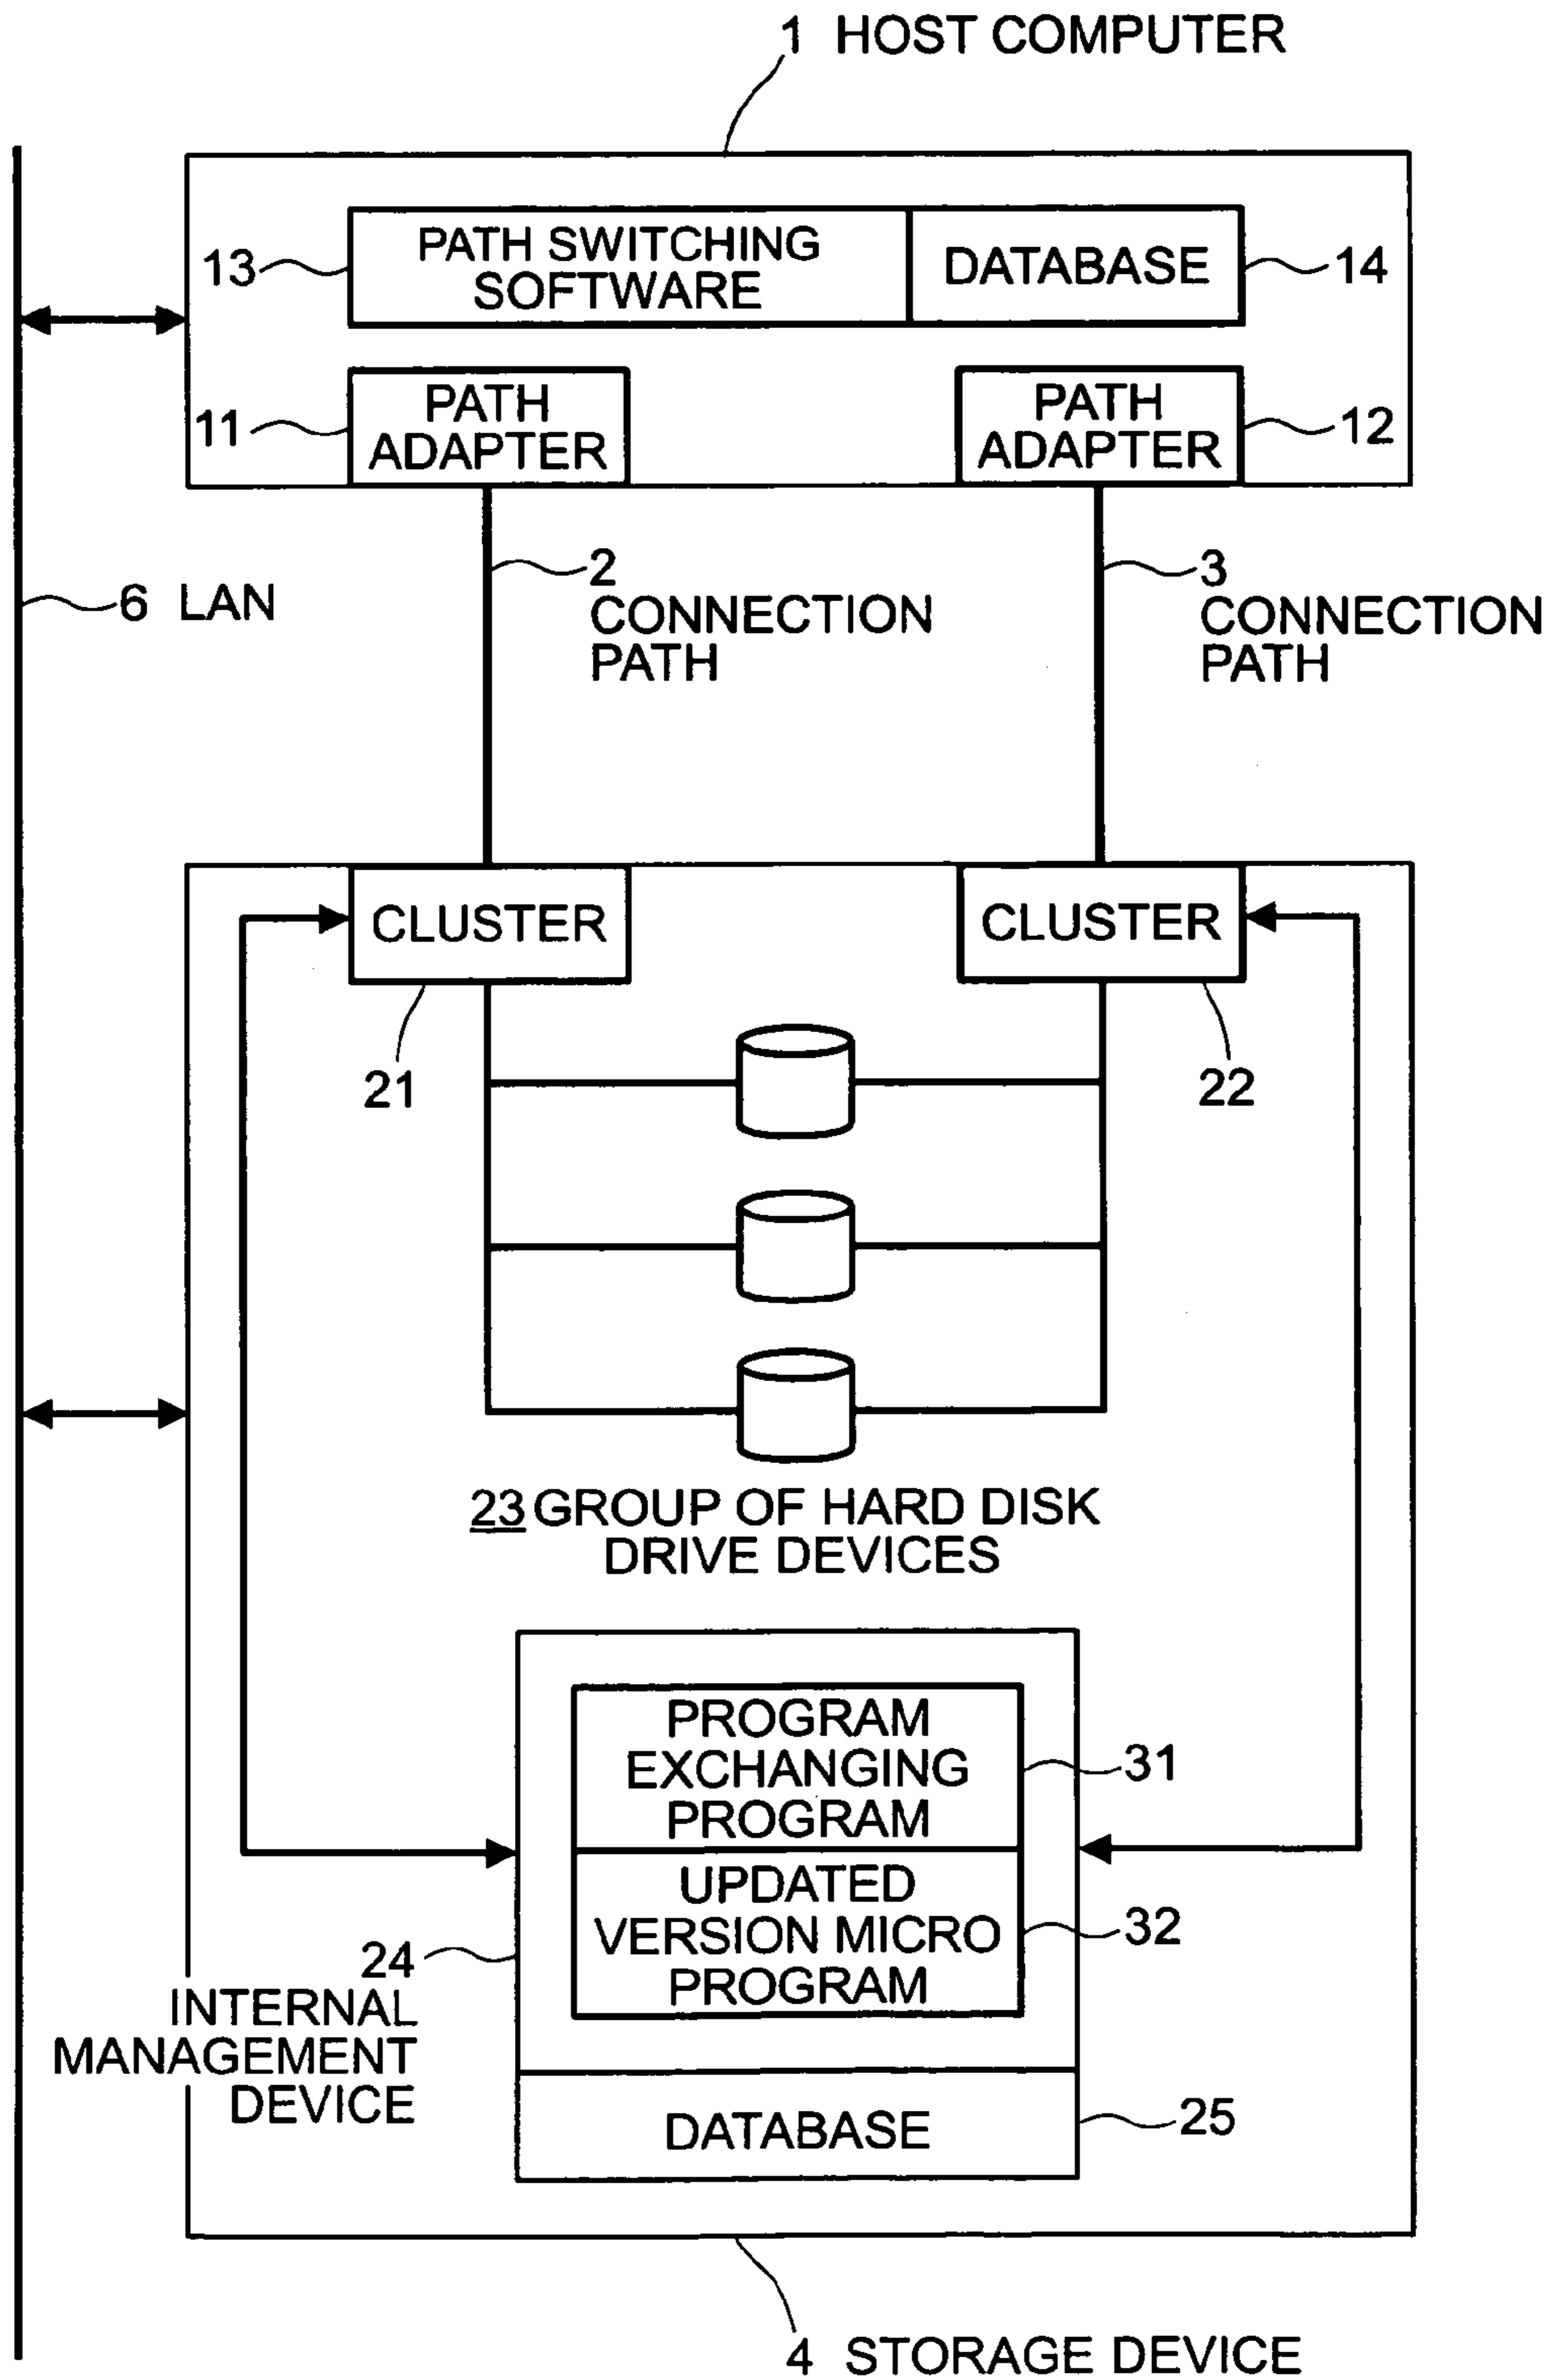 1 HOST COMPUTER
PATH SWITCHING
SOFTWARE
DATABASE
13
14
PATH
ADAPTER
PATH
ADAPTER
11
12
2
CONNECTION
PATH
3
CONNECTION
PATH
6 LAN
CLUSTER
CLUSTER
21
22
23 GROUP OF HARD DISK
DRIVE DEVICES
PROGRAM
EXCHANGING
PROGRAM
31
UPDATED
VERSION MICRO
PROGRAM
32
24
INTERNAL
MANAGEMENT
DEVICE
DATABASE
25
4 STORAGE DEVICE